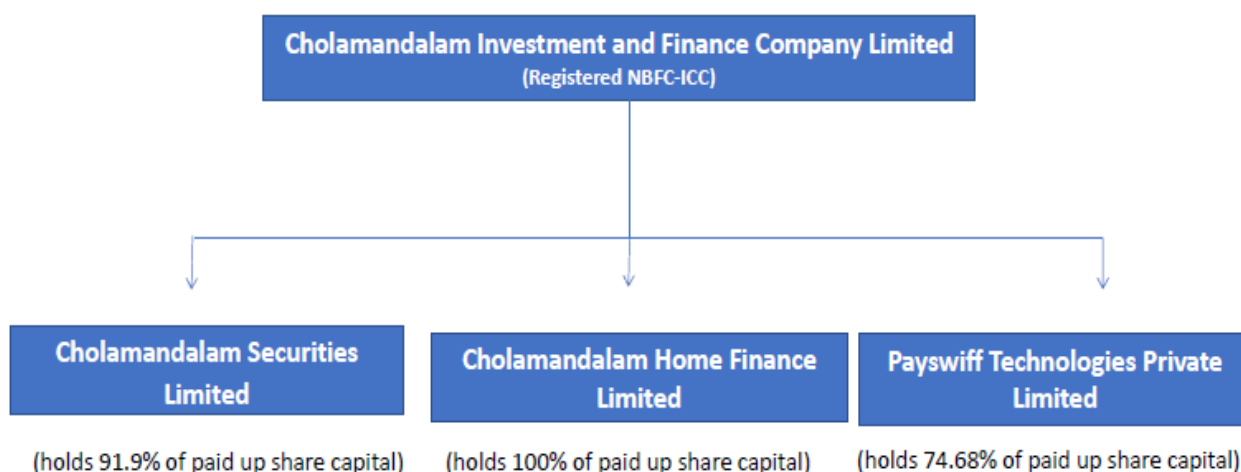 Cholamandalam Investment and Finance Company Limited
(Registered NBFC-ICC)
Cholamandalam Securities
Limited
(holds 91.9% of paid up share capital)
Cholamandalam Home Finance
Limited
(holds 100% of paid up share capital)
Payswiff Technologies Private
Limited
(holds 74.68% of paid up share capital)